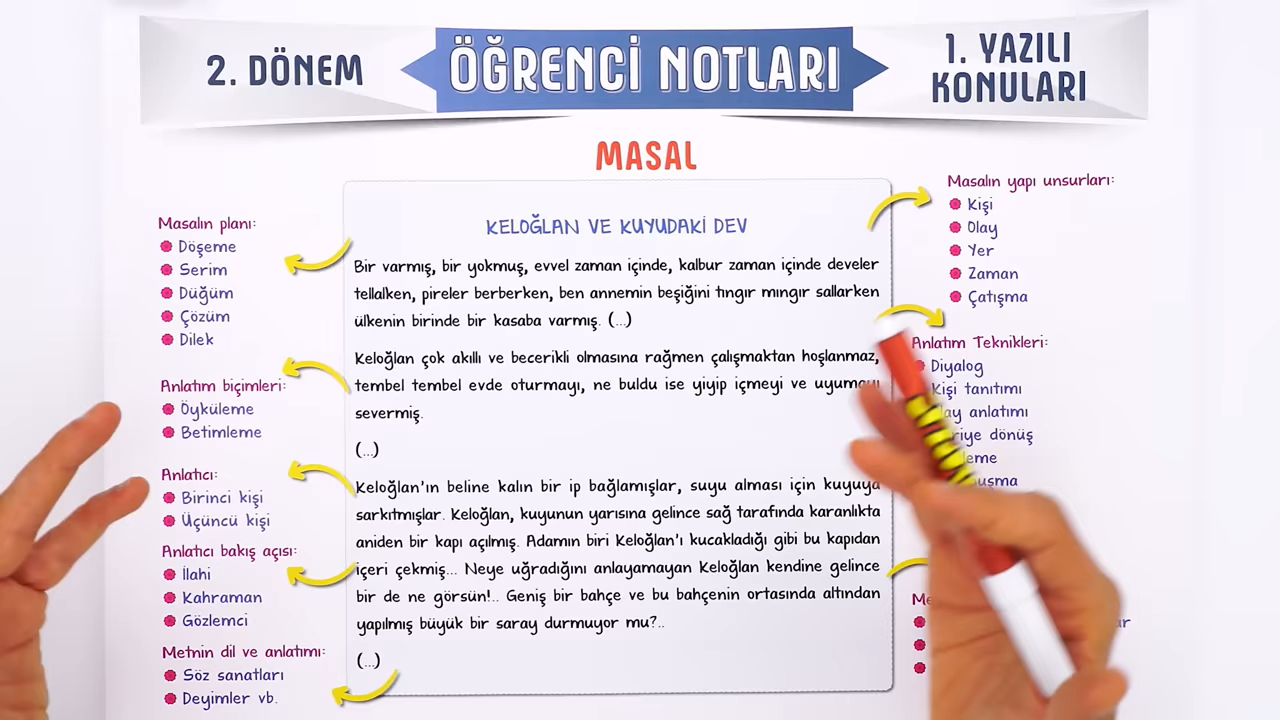 2. DÖNEM
ÖĞRENCİ NOTLARI
1. YAZILI
KONULARI
MASAL
Masalın planı:
Döşeme
Serim
Düğüm
Çözüm
Dilek
Anlatım biçimleri:
Öyküleme
Betimleme
Anlatıcı:
Birinci kişi
Üçüncü kişi
Anlatıcı bakış açısı:
İlahi
Kahraman
Gözlemci
Metnin dil ve anlatımı:
Söz sanatları
Deyimler vb.
KELOĞLAN VE KUYUDAKİ DEV
Bir varmış, bir yokmuş, evvel zaman içinde, kalbur zaman içinde develer
tellalken, pireler berberken, ben annemin beşiğini tıngır mıngır sallarken
ülkenin birinde bir kasaba varmış. (...)
Keloğlan çok akıllı ve becerikli olmasına rağmen çalışmaktan hoşlanmaz,
tembel tembel evde oturmayı, ne buldu ise yiyip içmeyi ve uyumayı
severmiş.
(...)
Keloğlan'ın beline kalın bir ip bağlamışlar, suyu alması için kuyuya
sarkıtmışlar. Keloğlan, kuyunun yarısına gelince sağ tarafında karanlıkta
aniden bir kapı açılmış. Adamın biri Keloğlan'ı kucakladığı gibi bu kapıdan
içeri çekmiş... Neye uğradığını anlayamayan Keloğlan kendine gelince
bir de ne görsün!.. Geniş bir bahçe ve bu bahçenin ortasında altından
yapılmış büyük bir saray durmuyor mu?..
(...)
Masalın yapı unsurları:
Kişi
Olay
Yer
Zaman
Çatışma
Anlatım Teknikleri:
Diyalog
Kişi tanıtımı
anlatımı
dönüş